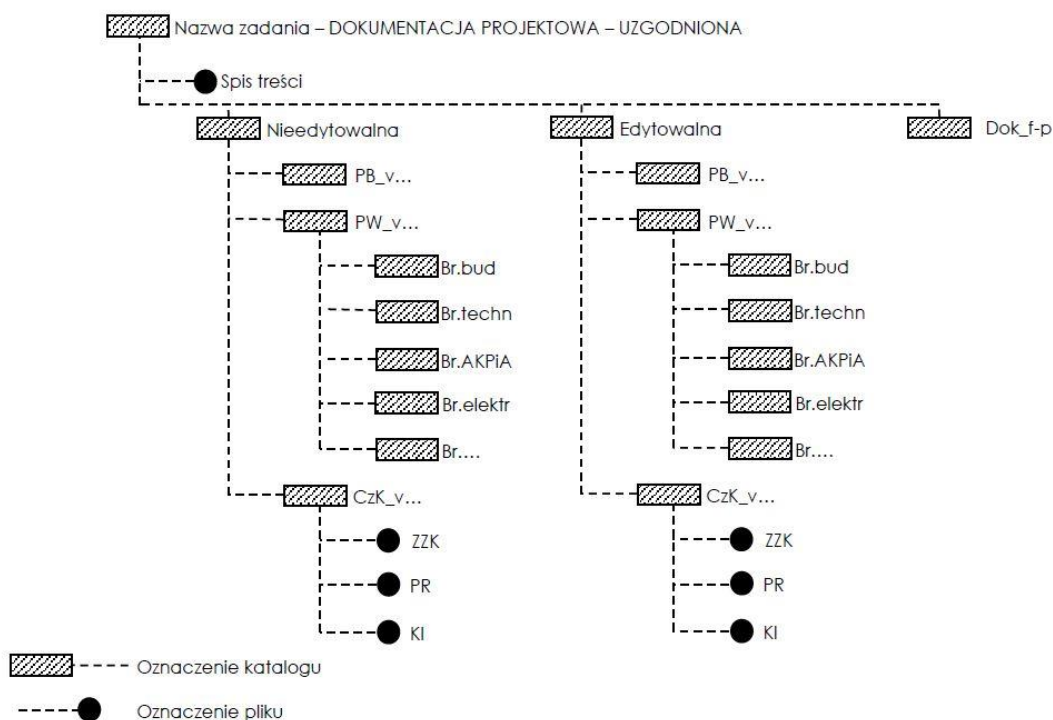 Nazwa zadania – DOKUMENTACJA PROJEKTOWA – UZGODNIONA
Spis treści
Nieedytowalna
Edytowalna
Dok_f-p
PB_v...
PB_v...
PW_v...
PW_v...
Br.bud
Br.bud
Br.techn
Br.techn
Br.AKPiA
Br.AKPiA
Br.elektr
Br.elektr
Br....
Br....
CzK_v...
CzK_v...
ZZK
ZZK
PR
PR
KI
KI
Oznaczenie katalogu
Oznaczenie pliku